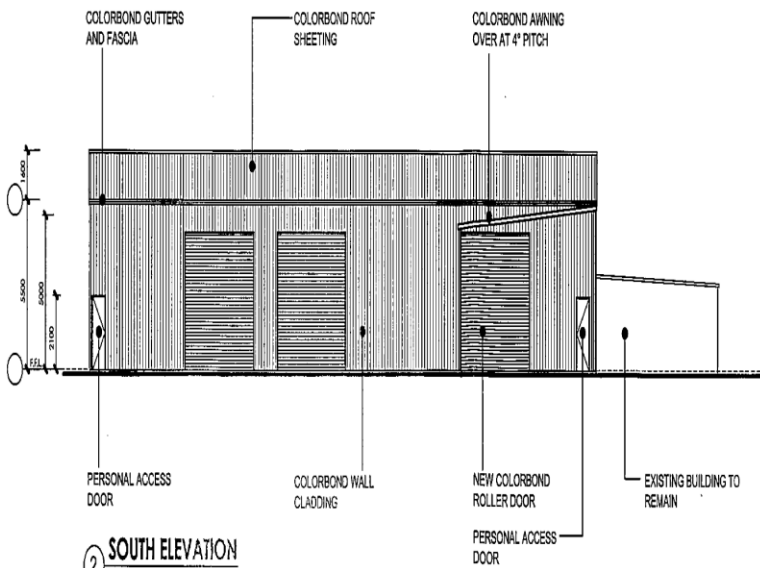 COLORBOND GUTTERS
AND FASCIA
COLORBOND ROOF
SHEETING
COLORBOND AWNING
OVER AT 4° PITCH
1600
5500
5000
2100
F.F.L.
PERSONAL ACCESS
DOOR
COLORBOND WALL
CLADDING
NEW COLORBOND
ROLLER DOOR
EXISTING BUILDING TO
REMAIN
PERSONAL ACCESS
DOOR
2 SOUTH ELEVATION